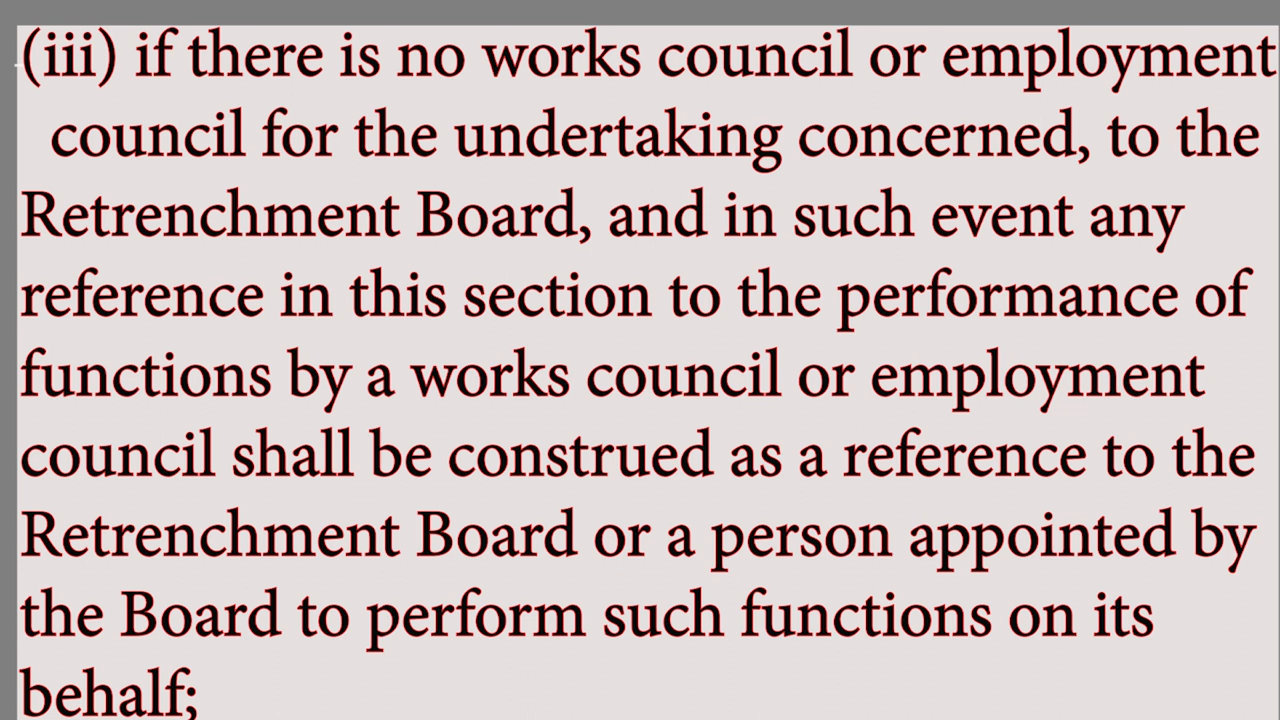 (iii) if there is no works council or employment
council for the undertaking concerned, to the
Retrenchment Board, and in such event any
reference in this section to the performance of
functions by a works council or employment
council shall be construed as a reference to the
Retrenchment Board or a person appointed by
the Board to perform such functions on its
behalf;